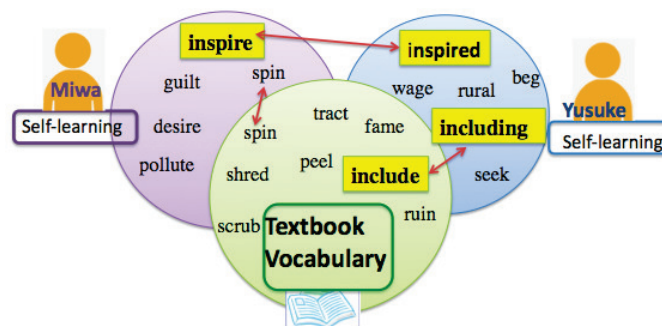 inspire
inspired
spin
guilt
Miwa
Self-learning
desire
pollute
wage
rural
beg
Yusuke
Self-learning
including
seek
tract
spin
fame
peel
shred
include
scrub
ruin
Textbook
Vocabulary